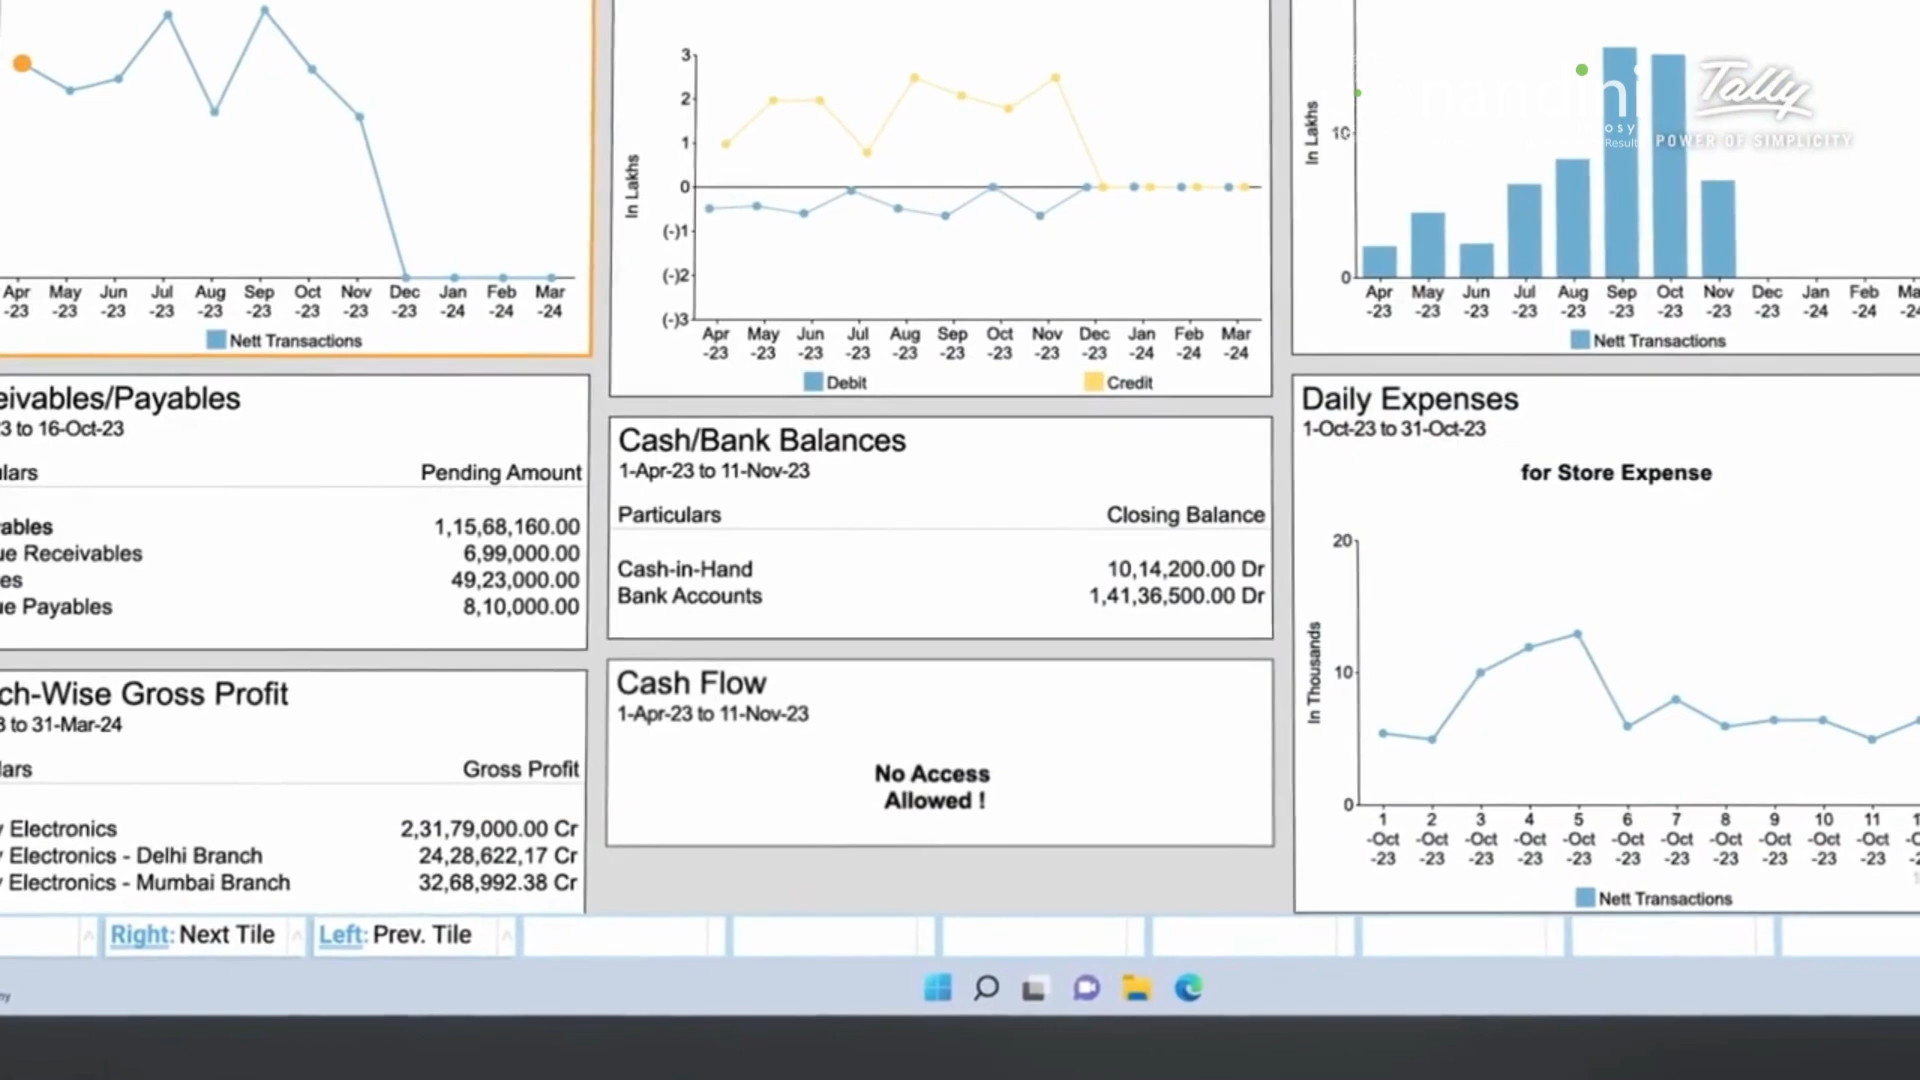 Apr May Jun Jul Aug Sep Oct Nov Dec Jan Feb Mar
-23 -23 -23 -23 -23 -23 -23 -23 -23 -24 -24 -24
Nett Transactions
eivables/Payables
3 to 16-Oct-23
lars Pending Amount
ables 1,15,68,160.00
ue Receivables 6,99,000.00
es 49,23,000.00
ue Payables 8,10,000.00
ch-Wise Gross Profit
3 to 31-Mar-24
lars Gross Profit
y Electronics 2,31,79,000.00 Cr
y Electronics - Delhi Branch 24,28,622,17 Cr
y Electronics - Mumbai Branch 32,68,992.38 Cr
In Lakhs
3
2
1
0
(-)1
(-)2
(-)3
Apr May Jun Jul Aug Sep Oct Nov Dec Jan Feb Mar
-23 -23 -23 -23 -23 -23 -23 -23 -23 -24 -24 -24
Debit Credit
Cash/Bank Balances
1-Apr-23 to 11-Nov-23
Particulars Closing Balance
Cash-in-Hand 10,14,200.00 Dr
Bank Accounts 1,41,36,500.00 Dr
Cash Flow
1-Apr-23 to 11-Nov-23
No Access
Allowed !
nandini
osy
Result
Tally
POWER OF SIMPLICITY
In Lakhs
10
0
Apr May Jun Jul Aug Sep Oct Nov Dec Jan Feb Ma
-23 -23 -23 -23 -23 -23 -23 -23 -23 -24 -24 -24
Nett Transactions
Daily Expenses
1-Oct-23 to 31-Oct-23
for Store Expense
In Thousands
20
10
0
1 2 3 4 5 6 7 8 9 10 11 1
-Oct -Oct -Oct -Oct -Oct -Oct -Oct -Oct -Oct -Oct -Oct -O
-23 -23 -23 -23 -23 -23 -23 -23 -23 -23 -23 -2
Nett Transactions
Right: Next Tile Left: Prev. Tile
ny